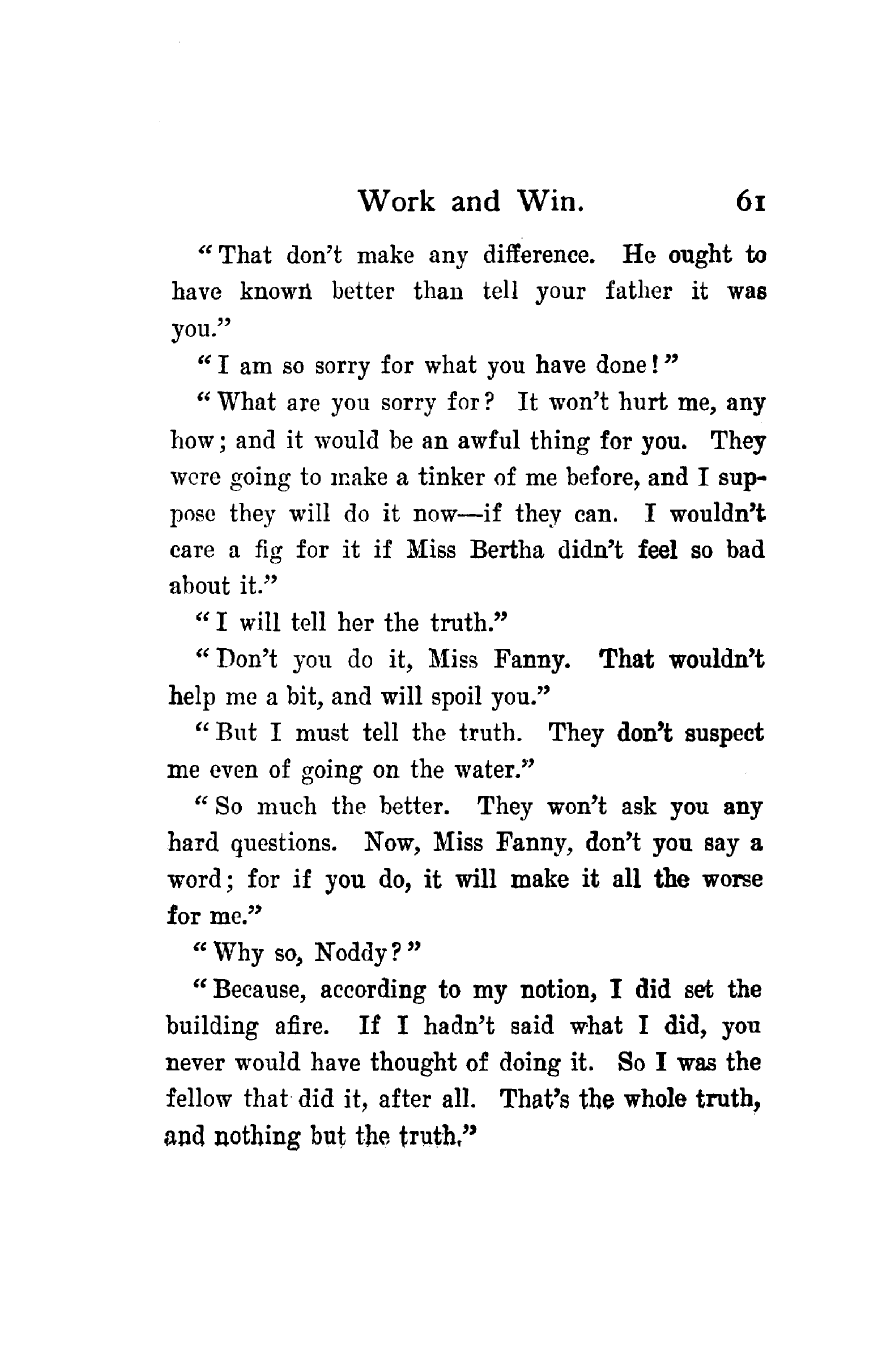 Work and Win. 61
“That don’t make any difference. He ought to
have known better than tell your father it was
you.”
“I am so sorry for what you have done!”
“What are you sorry for? It won’t hurt me, any
how; and it would be an awful thing for you. They
were going to make a tinker of me before, and I sup-
pose they will do it now—if they can. I wouldn’t
care a fig for it if Miss Bertha didn’t feel so bad
about it.”
“I will tell her the truth.”
“Don’t you do it, Miss Fanny. That wouldn’t
help me a bit, and will spoil you.”
“But I must tell the truth. They don’t suspect
me even of going on the water.”
“So much the better. They won’t ask you any
hard questions. Now, Miss Fanny, don’t you say a
word; for if you do, it will make it all the worse
for me.”
“Why so, Noddy?”
“Because, according to my notion, I did set the
building afire. If I hadn’t said what I did, you
never would have thought of doing it. So I was the
fellow that did it, after all. That’s the whole truth,
and nothing but the truth.”